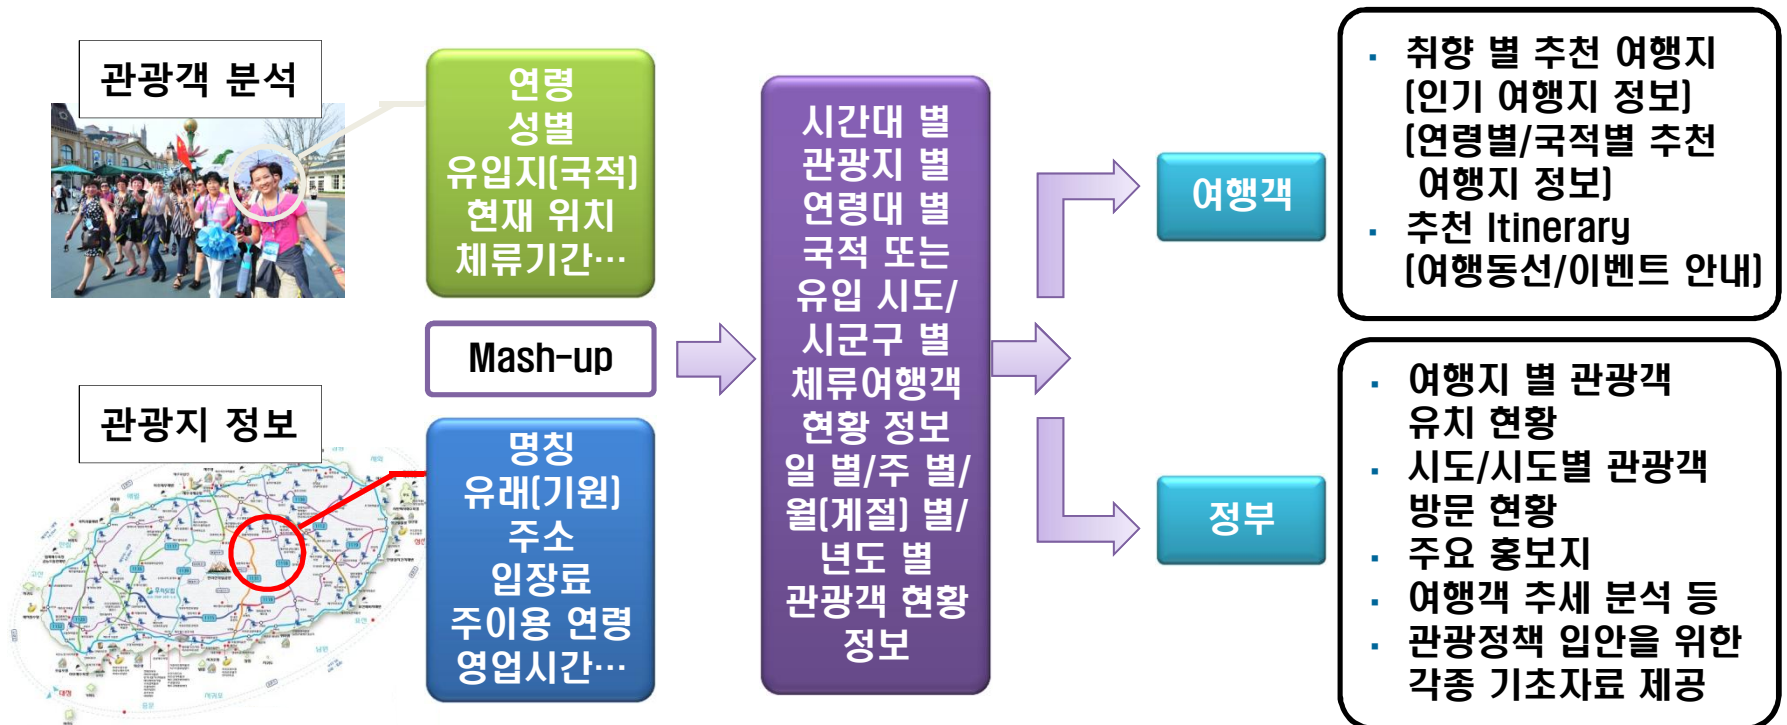 관광객 분석
연령
성별
유입지(국적)
현재 위치
체류기간…
Mash-up
관광지 정보
명칭
유래(기원)
주소
입장료
주이용 연령
영업시간…
시간대 별
관광지 별
연령대 별
국적 또는
유입 시도/
시군구 별
체류여행객
현황 정보
일 별/주 별/
월(계절) 별/
년도 별
관광객 현황
정보
여행객
· 취향 별 추천 여행지
(인기 여행지 정보)
(연령별/국적별 추천
여행지 정보)
· 추천 Itinerary
(여행동선/이벤트 안내)
정부
· 여행지 별 관광객
유치 현황
· 시도/시도별 관광객
방문 현황
· 주요 홍보지
· 여행객 추세 분석 등
· 관광정책 입안을 위한
각종 기초자료 제공